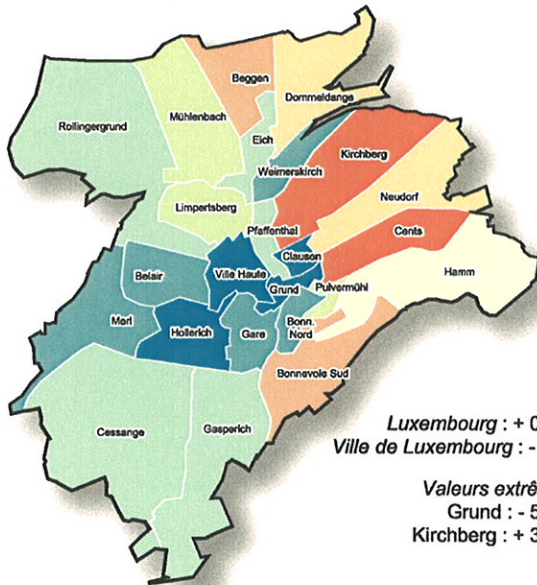 Beggen
Dommeldange
Rollingergrund
Mühlenbach
Eich
Kirchberg
Weimerskirch
Neudorf
Limpertsberg
Pfaffenthal
Cents
Clausen
Belair
Ville Haute
Hamm
Grund
Pulvermühl
Merl
Hollerich
Gare
Bonn.
Nord
Bonnevoie Sud
Cessange
Gasperich
Luxembourg : + 0
Ville de Luxembourg : -
Valeurs extrê
Grund : - 5
Kirchberg : + 3